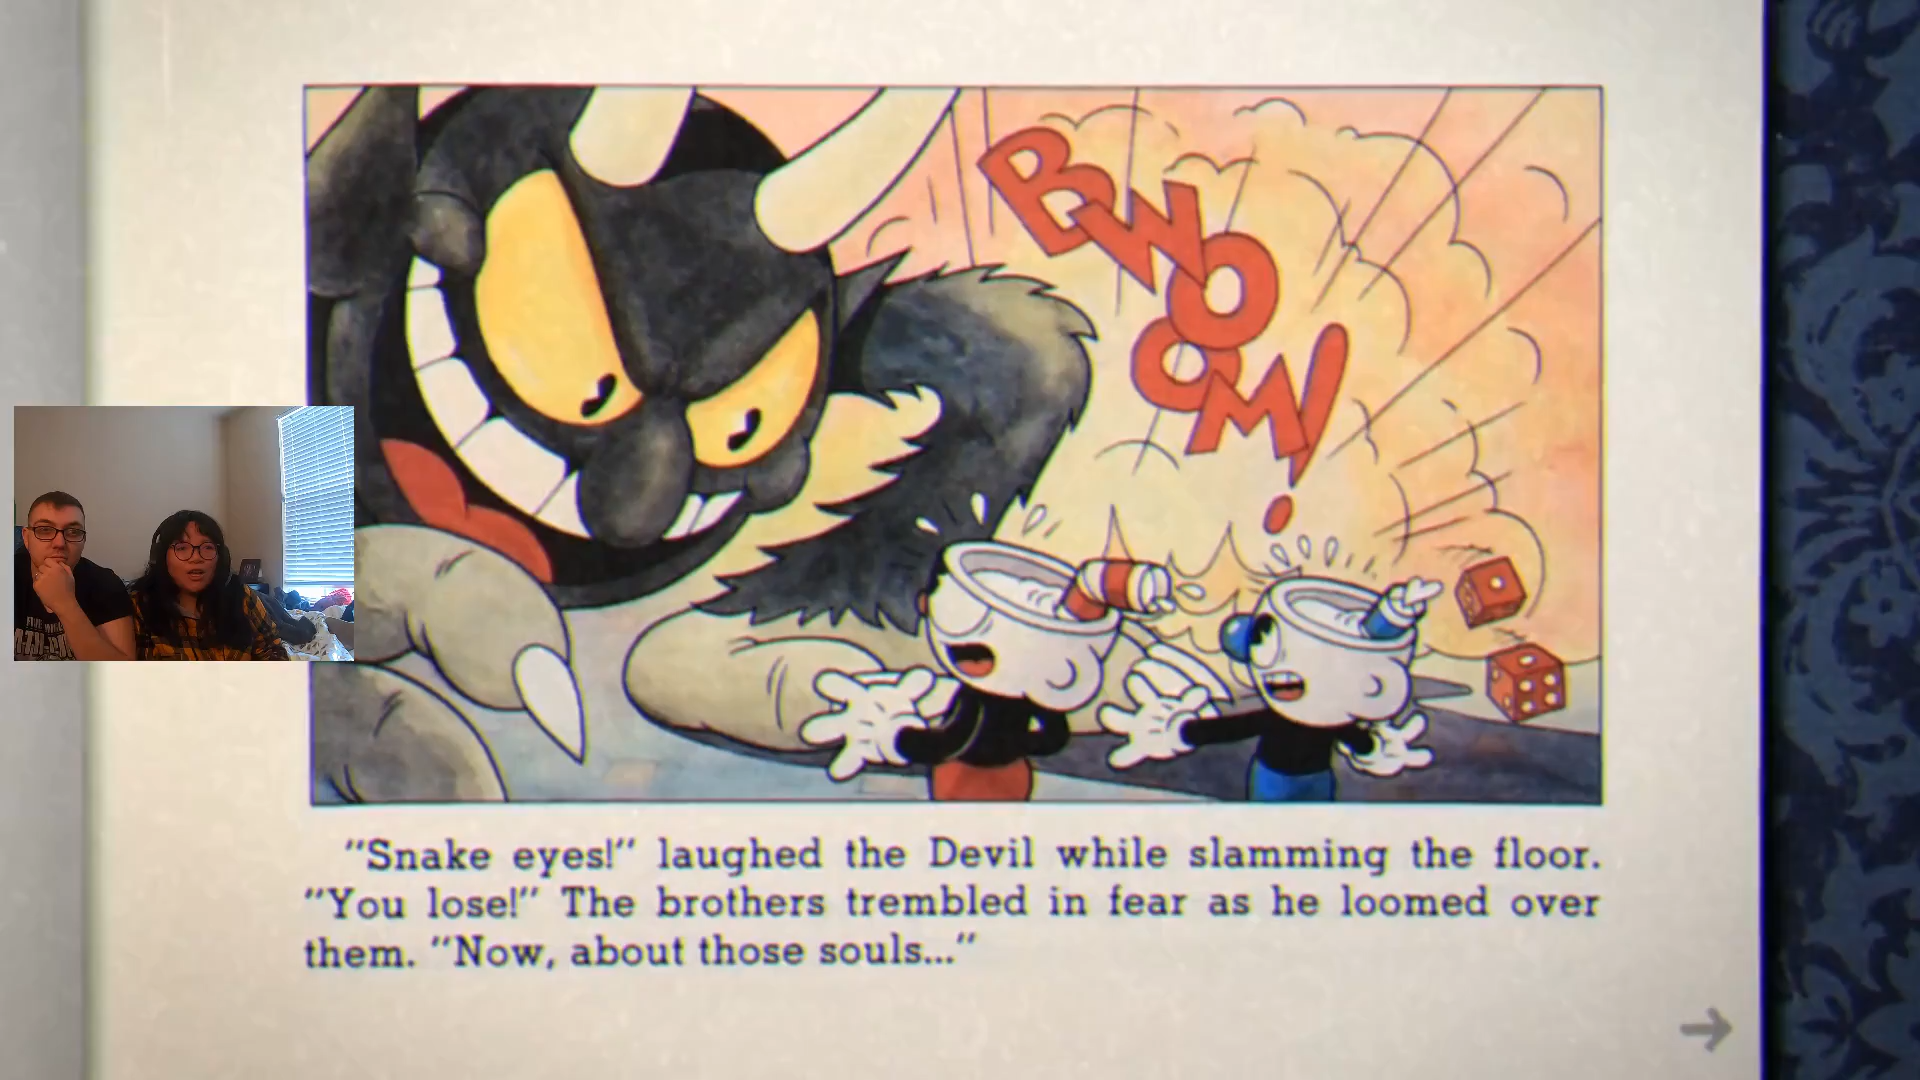 BWOOM!
“Snake eyes!” laughed the Devil while slamming the floor.
“You lose!” The brothers trembled in fear as he loomed over
them. “Now, about those souls...”